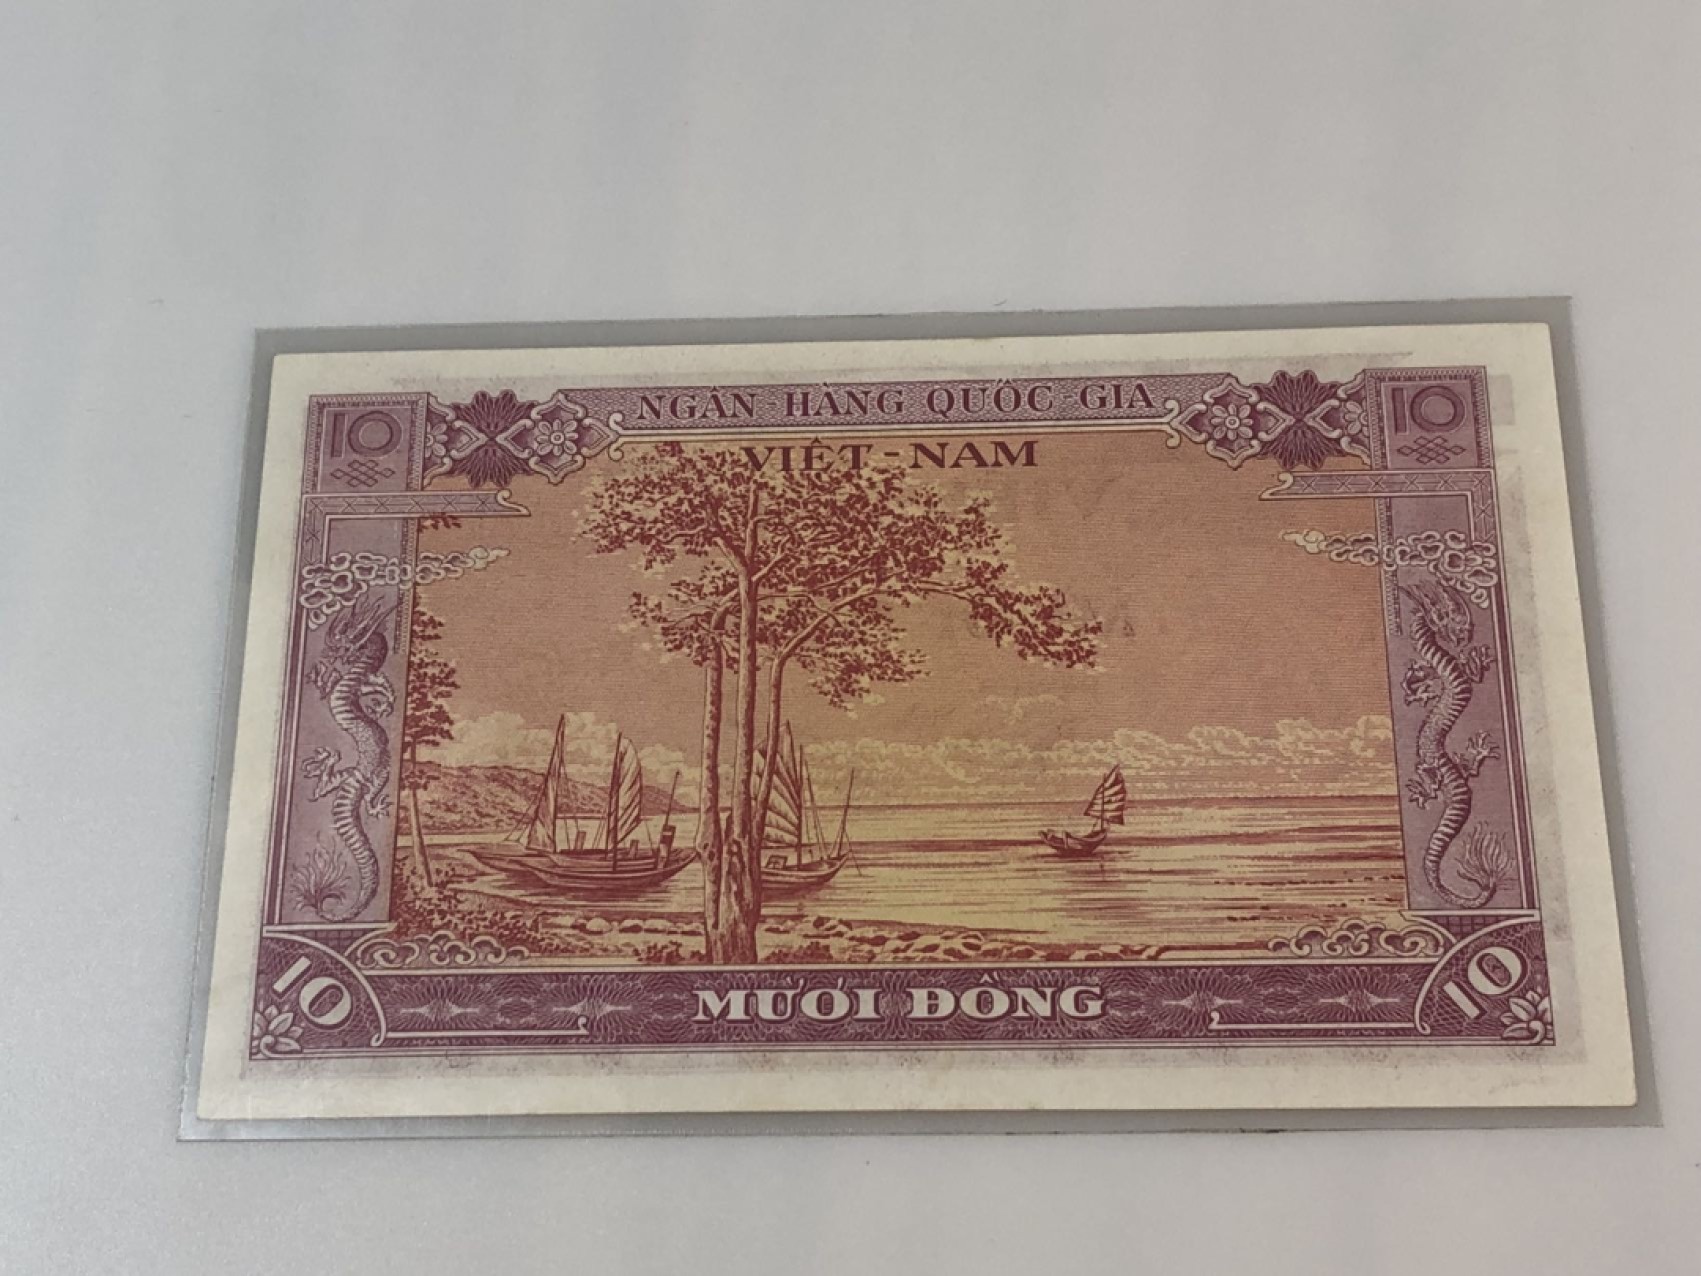 10 NGÂN-HÀNG QUỐC-GIA 10
VIỆT-NAM
10 MƯỜI ĐỒNG 10